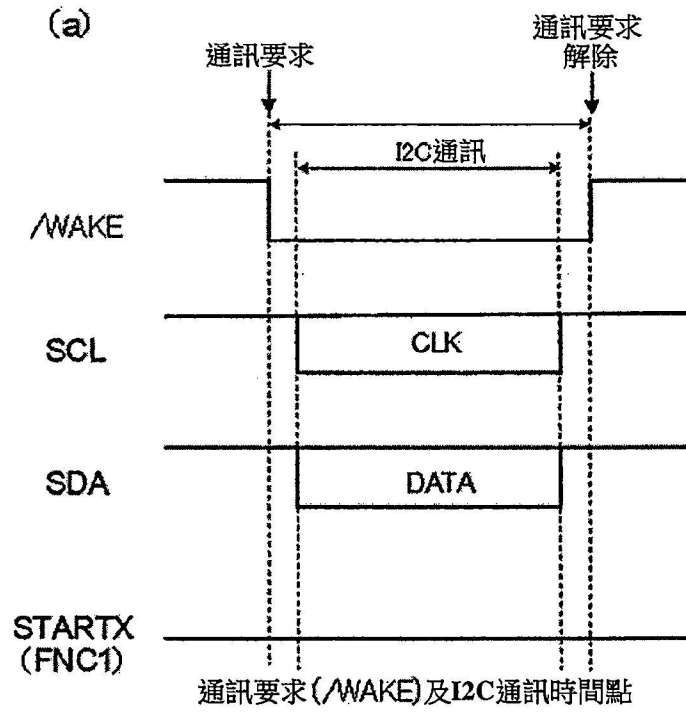 (a)
通訊要求
通訊要求
解除
I2C通訊
/WAKE
SCL
CLK
SDA
DATA
STARTX
(FNC1)
通訊要求(/WAKE)及I2C通訊時間點